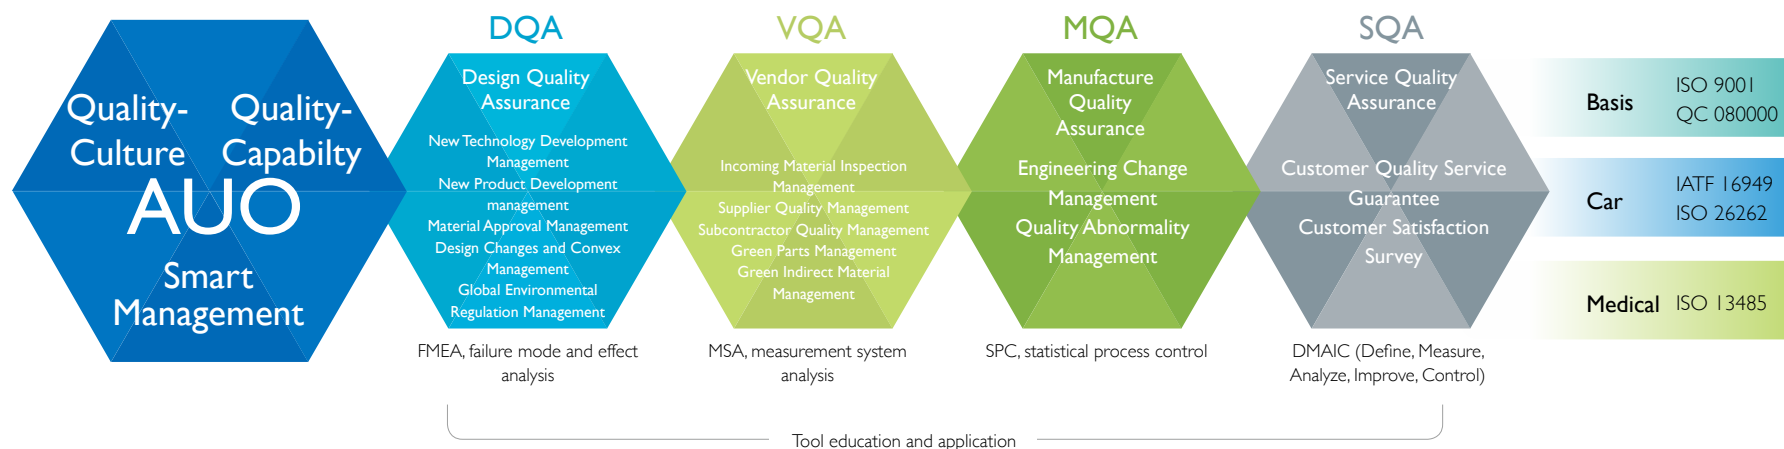 Quality-
Culture
Quality-
Capabilty
AUO
Smart
Management
DQA
Design Quality
Assurance
New Technology Development
Management
New Product Development
management
Material Approval Management
Design Changes and Convex
Management
Global Environmental
Regulation Management
FMEA, failure mode and effect
analysis
VQA
Vendor Quality
Assurance
Incoming Material Inspection
Management
Supplier Quality Management
Subcontractor Quality Management
Green Parts Management
Green Indirect Material
Management
MSA, measurement system
analysis
MQA
Manufacture
Quality
Assurance
Engineering Change
Management
Quality Abnormality
Management
SPC, statistical process control
SQA
Service Quality
Assurance
Customer Quality Service
Guarantee
Customer Satisfaction
Survey
DMAIC (Define, Measure,
Analyze, Improve, Control)
Basis
ISO 9001
QC 080000
Car
IATF 16949
ISO 26262
Medical
ISO 13485
Tool education and application